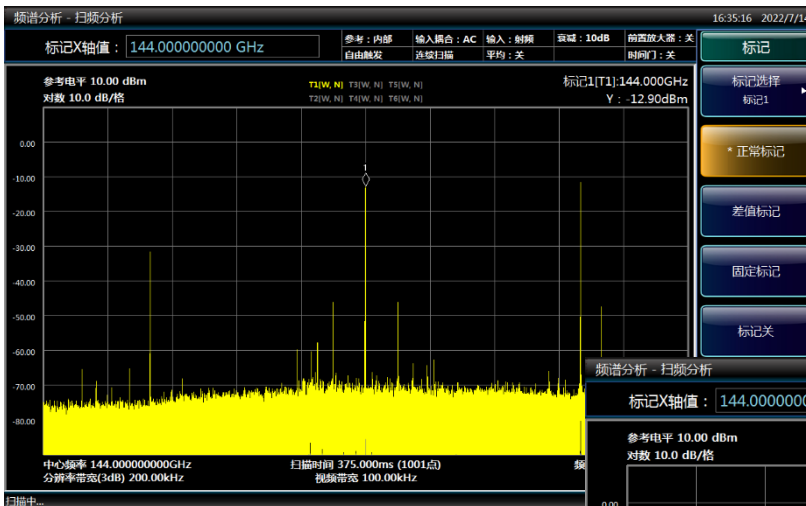 频谱分析 - 扫频分析
16:35:16 2022/7/14
标记X轴值： 144.000000000 GHz
参考：内部 输入耦合：AC 输入：射频 衰减：10dB 前置放大器：关
自由触发 连续扫描 平均：关 时间门：关
标记
参考电平 10.00 dBm
对数 10.0 dB/格
T1[W, N] T3[W, N] T5[W, N]
T2[W, N] T4[W, N] T6[W, N]
标记1[T1]:144.000GHz
Y：-12.90dBm
标记选择
标记1
* 正常标记
差值标记
固定标记
标记关
1
0.00
-10.00
-20.00
-30.00
-40.00
-50.00
-60.00
-70.00
-80.00
中心频率 144.000000000GHz
扫描时间 375.000ms (1001点)
频
分辨率带宽(3dB) 200.00kHz
视频带宽 100.00kHz
扫描中...
频谱分析 - 扫频分析
标记X轴值： 144.0000000
参考电平 10.00 dBm
对数 10.0 dB/格
0.00